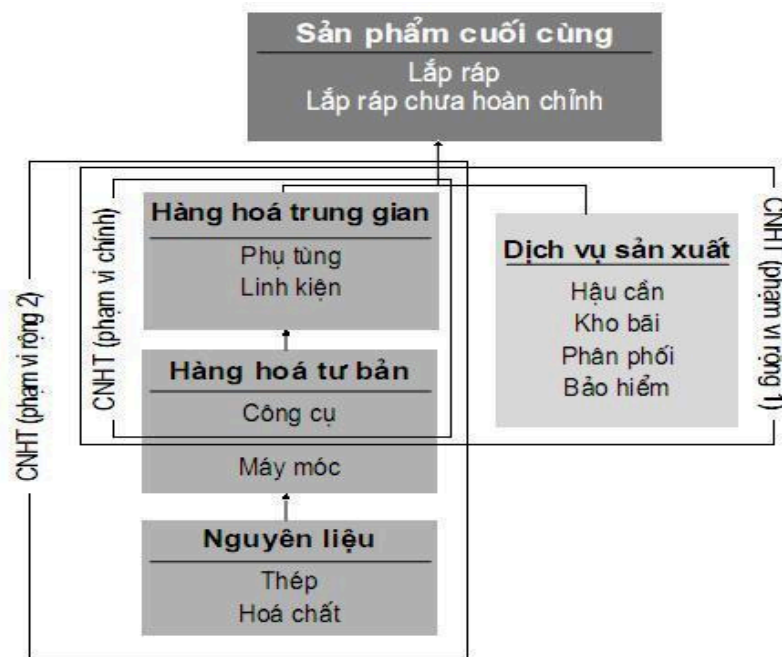 Sản phẩm cuối cùng
Lắp ráp
Lắp ráp chưa hoàn chỉnh
CNHT (phạm vi rộng 2)
CNHT (phạm vi chính)
Hàng hoá trung gian
Phụ tùng
Linh kiện
Hàng hoá tư bản
Công cụ
Máy móc
Nguyên liệu
Thép
Hoá chất
Dịch vụ sản xuất
Hậu cần
Kho bãi
Phân phối
Bảo hiểm
CNHT (phạm vi rộng 1)